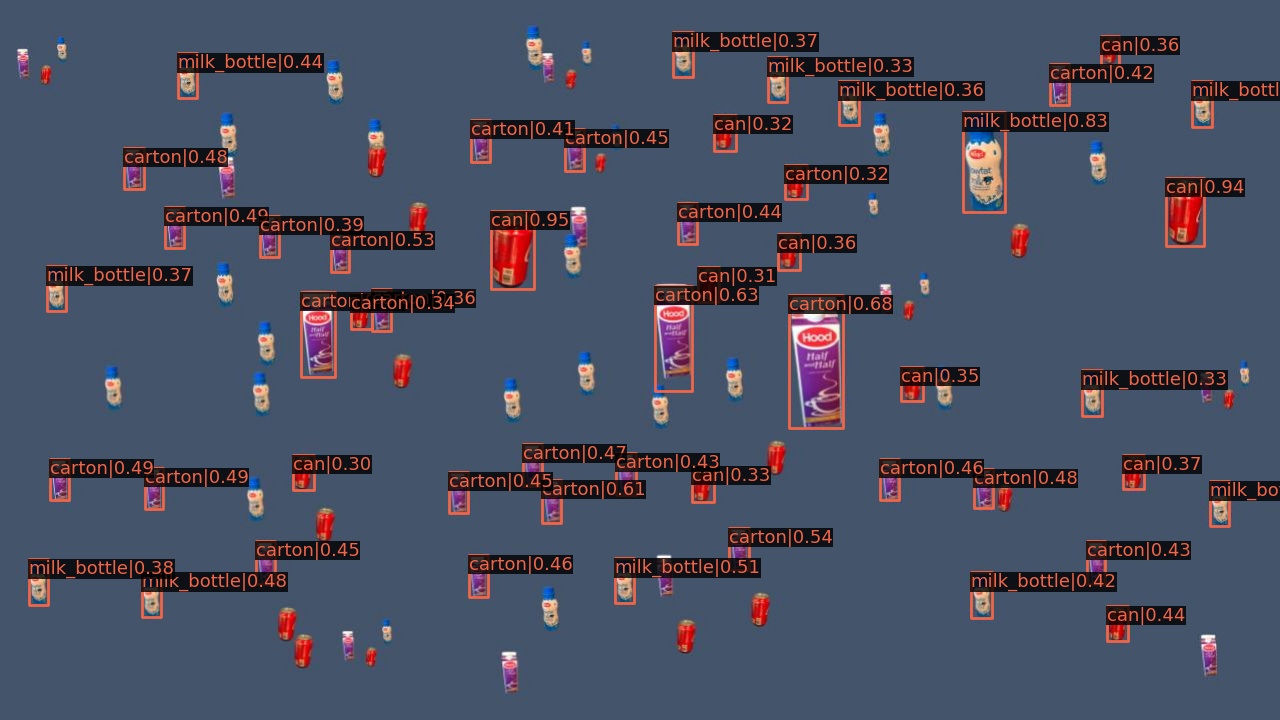 can|0.36
milk_bottle|0.37
milk_bottle|0.44
milk_bottle|0.33
carton|0.42
milk_bottle|0.36
milk_bottl
milk_bottle|0.83
can|0.32
carton|0.41
carton|0.45
carton|0.48
carton|0.32
can|0.94
carton|0.44
carton|0.49
can|0.95
carton|0.39
carton|0.53
can|0.36
milk_bottle|0.37
can|0.31
carton|0.63
carton|0.34
carton|0.68
Hood
Half
Hood
Half
and Half
Hood
Half
and Half
can|0.35
milk_bottle|0.33
carton|0.47
carton|0.43
can|0.30
can|0.37
carton|0.49
carton|0.49
carton|0.46
carton|0.48
can|0.33
carton|0.45
carton|0.61
milk_bo
carton|0.54
carton|0.45
carton|0.43
carton|0.46
milk_bottle|0.51
milk_bottle|0.38
milk_bottle|0.48
milk_bottle|0.42
can|0.44